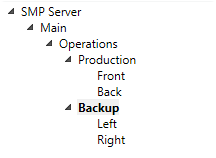 SMP Server
Main
Operations
Production
Front
Back
Backup
Left
Right